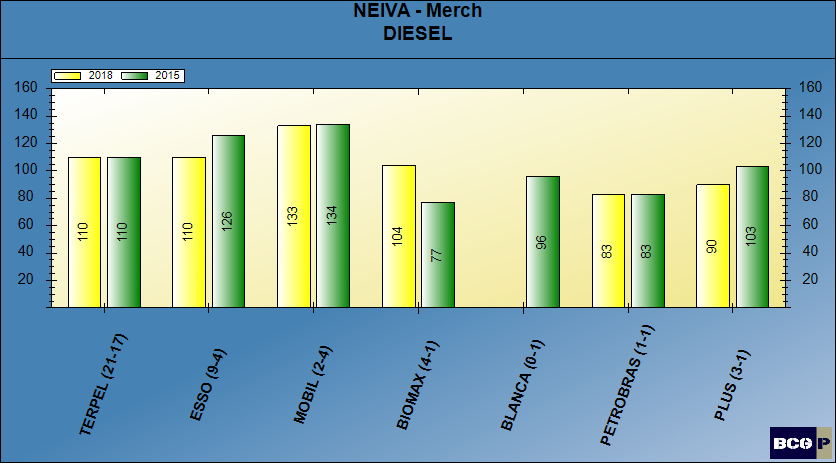 NEIVA - Merch
DIESEL
2018 2015
160 160
140 140
120 120
100 100
80 80
60 60
40 40
20 20
110 110 110 126 133 134 104 77 96 83 83 90 103
TERPEL (21-17)
ESSO (9-4)
MOBIL (2-4)
BIOMAX (4-1)
BLANCA (0-1)
PETROBRAS (1-1)
PLUS (3-1)
BCO P